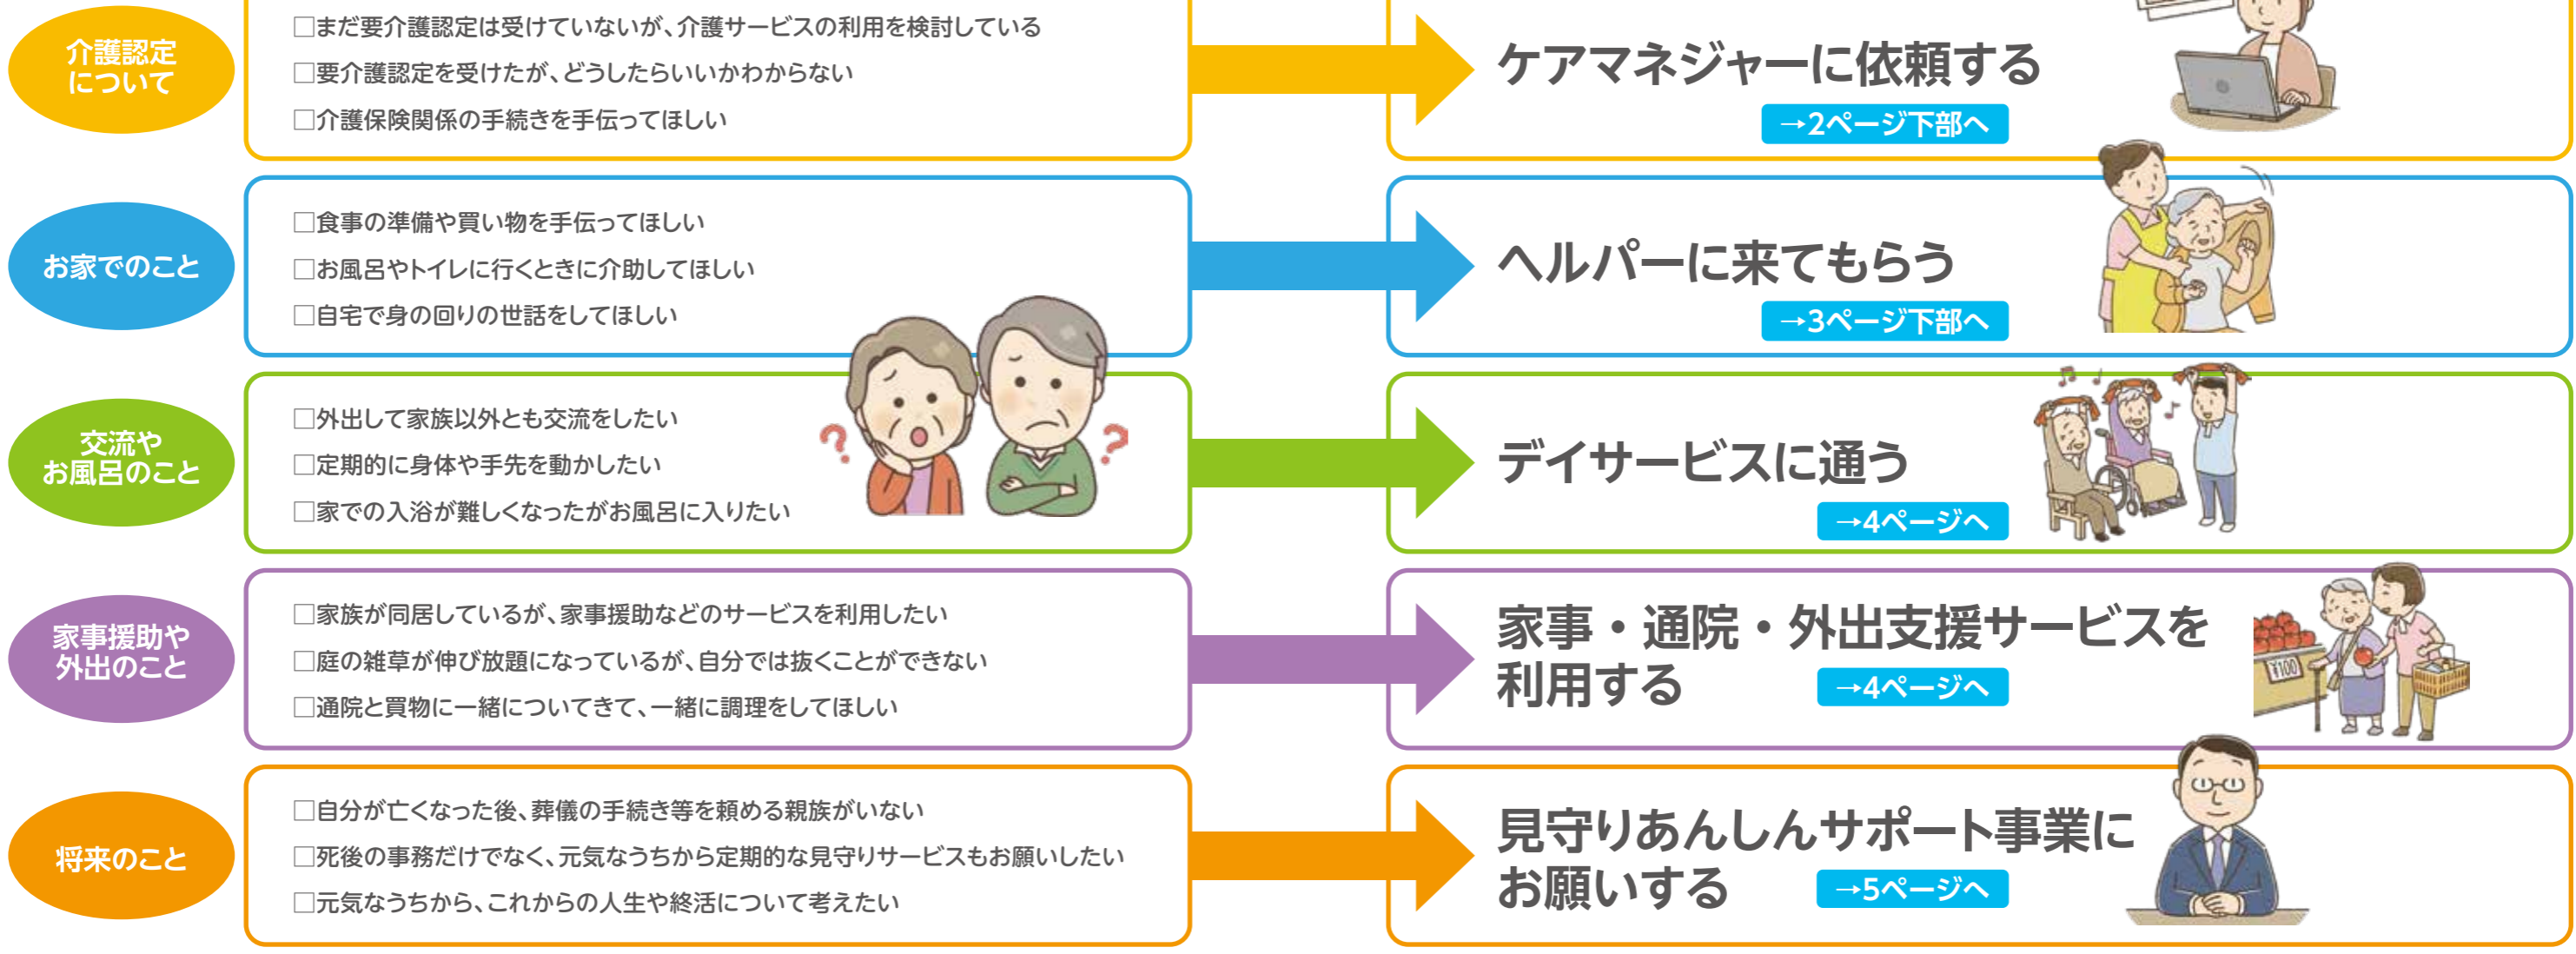 介護認定
について
□まだ要介護認定は受けていないが、介護サービスの利用を検討している
□要介護認定を受けたが、どうしたらいいかわからない
□介護保険関係の手続きを手伝ってほしい
ケアマネジャーに依頼する
→2ページ下部へ
お家でのこと
□食事の準備や買い物を手伝ってほしい
□お風呂やトイレに行くときに介助してほしい
□自宅で身の回りの世話をしてほしい
ヘルパーに来てもらう
→3ページ下部へ
交流や
お風呂のこと
□外出して家族以外とも交流をしたい
□定期的に身体や手先を動かしたい
□家での入浴が難しくなったがお風呂に入りたい
? ?
デイサービスに通う
→4ページへ
家事援助や
外出のこと
□家族が同居しているが、家事援助などのサービスを利用したい
□庭の雑草が伸び放題になっているが、自分では抜くことができない
□通院と買物に一緒についてきて、一緒に調理をしてほしい
家事・通院・外出支援サービスを
利用する
→4ページへ
¥100
将来のこと
□自分が亡くなった後、葬儀の手続き等を頼める親族がいない
□死後の事務だけでなく、元気なうちから定期的な見守りサービスもお願いしたい
□元気なうちから、これからの人生や終活について考えたい
見守りあんしんサポート事業に
お願いする
→5ページへ